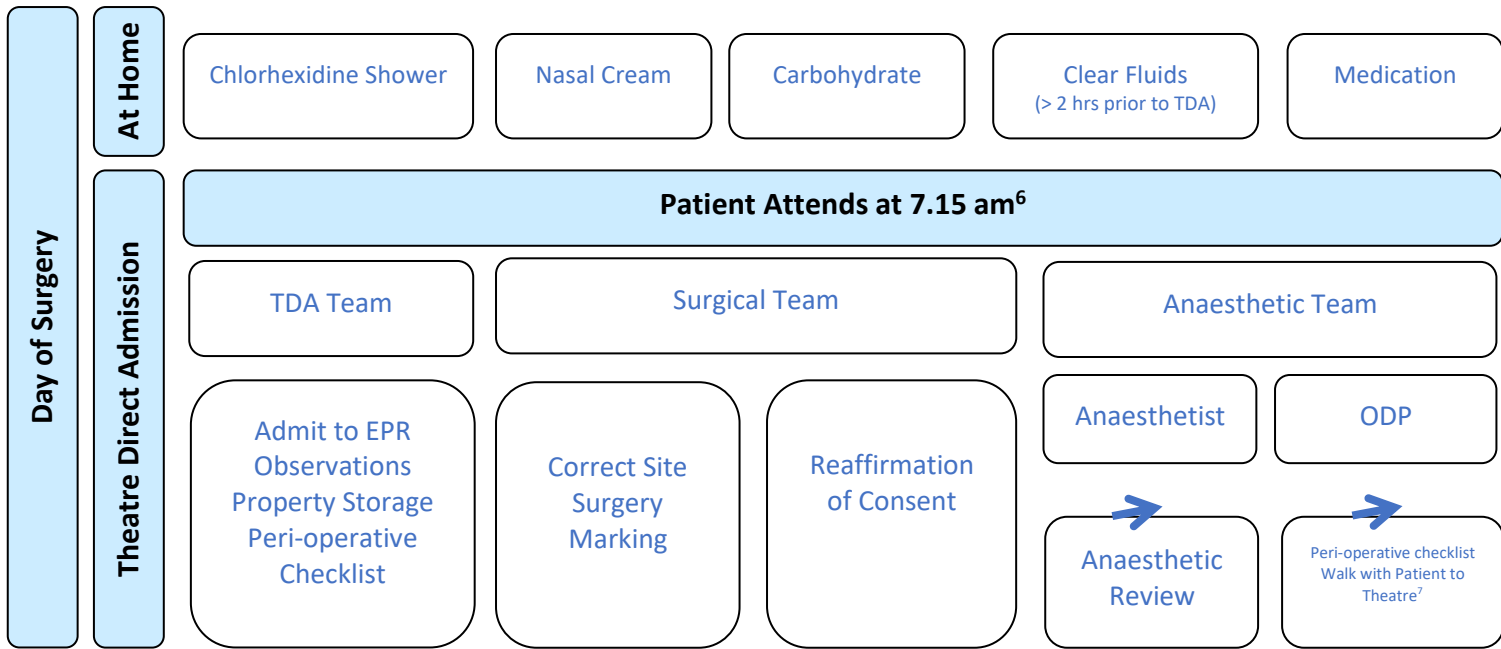 Day of Surgery
At Home
Chlorhexidine Shower
Nasal Cream
Carbohydrate
Clear Fluids
(> 2 hrs prior to TDA)
Medication
Theatre Direct Admission
Patient Attends at 7.15 am⁶
TDA Team
Surgical Team
Anaesthetic Team
Admit to EPR
Observations
Property Storage
Peri-operative
Checklist
Correct Site
Surgery
Marking
Reaffirmation
of Consent
Anaesthetist
ODP
Anaesthetic
Review
Peri-operative checklist
Walk with Patient to
Theatre⁷